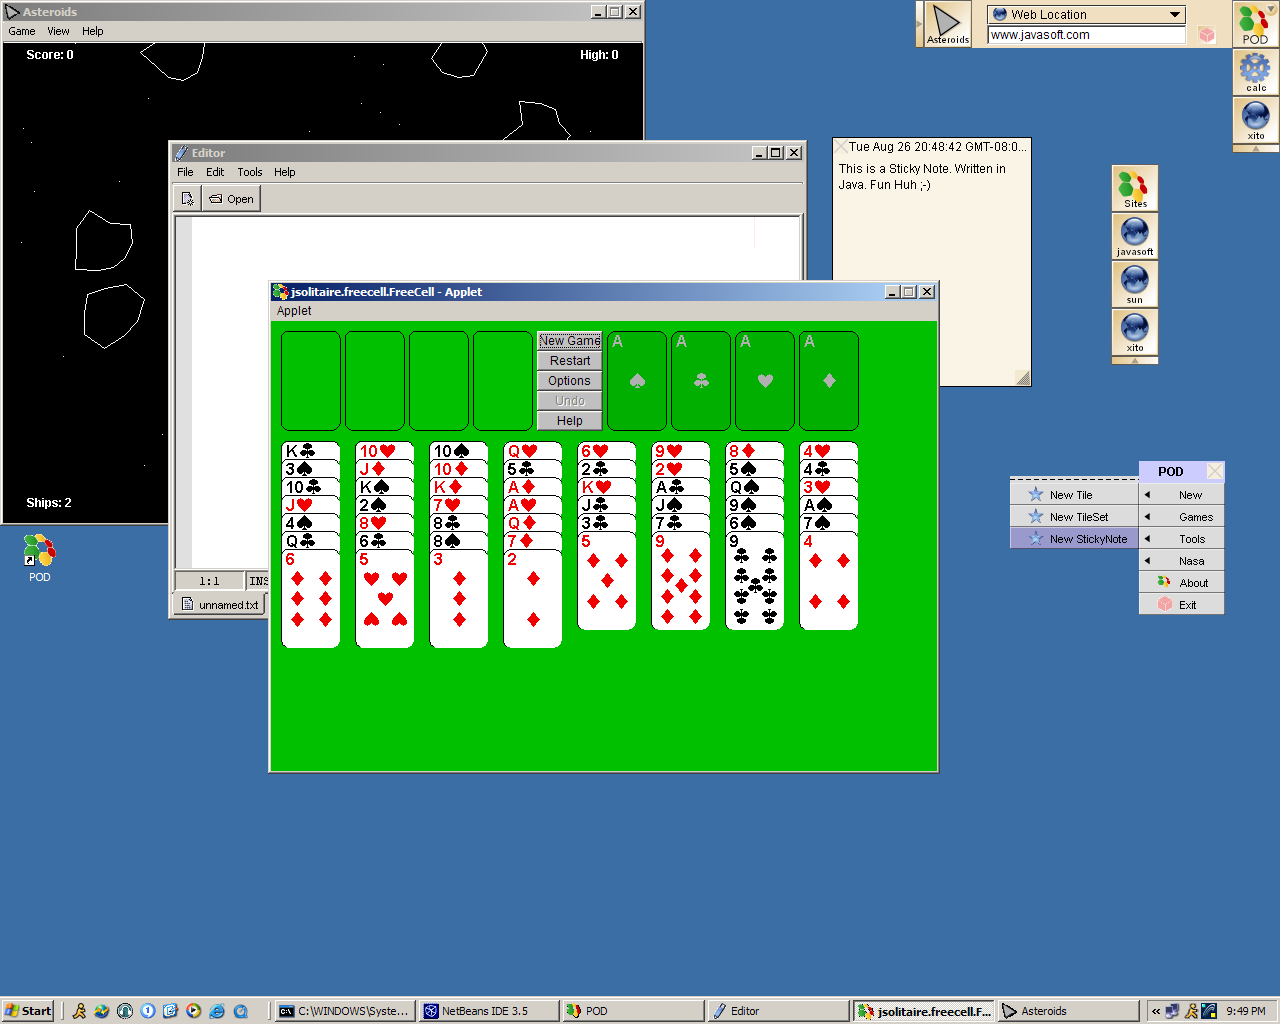 Asteroids
Game View Help
Score: 0
High: 0
Ships: 2
POD
Editor
File Edit Tools Help
Open
1:1
INS
unnamed.txt
Asteroids
Web Location
www.javasoft.com
POD
calc
xito
Tue Aug 26 20:48:42 GMT-08:0...
This is a Sticky Note. Written in
Java. Fun Huh ;-)
Sites
javasoft
sun
xito
jsolitaire.freecell.FreeCell - Applet
Applet
New Game
Restart
Options
Undo
Help
A A A A
K♣ 10♥ 10♠ Q♥ 6♥ 9♥ 8♦ 4♥
3♠ J♦ 10♦ 5♣ 2♣ 2♥ 5♠ 4♣
10♣ K♠ K♦ A♦ K♥ A♣ Q♠ 3♥
J♥ 2♠ 7♥ A♥ J♣ J♠ 9♠ A♠
4♠ 8♥ 8♣ Q♦ 3♣ 7♣ 6♠ 7♠
Q♣ 6♣ 8♠ 7♦ 5 9 9 4
6 5 3 2
POD
New Tile
New TileSet
New StickyNote
New
Games
Tools
Nasa
About
Exit
Start
C:\WINDOWS\Syste...
NetBeans IDE 3.5
POD
Editor
jsolitaire.freecell.F...
Asteroids
9:49 PM